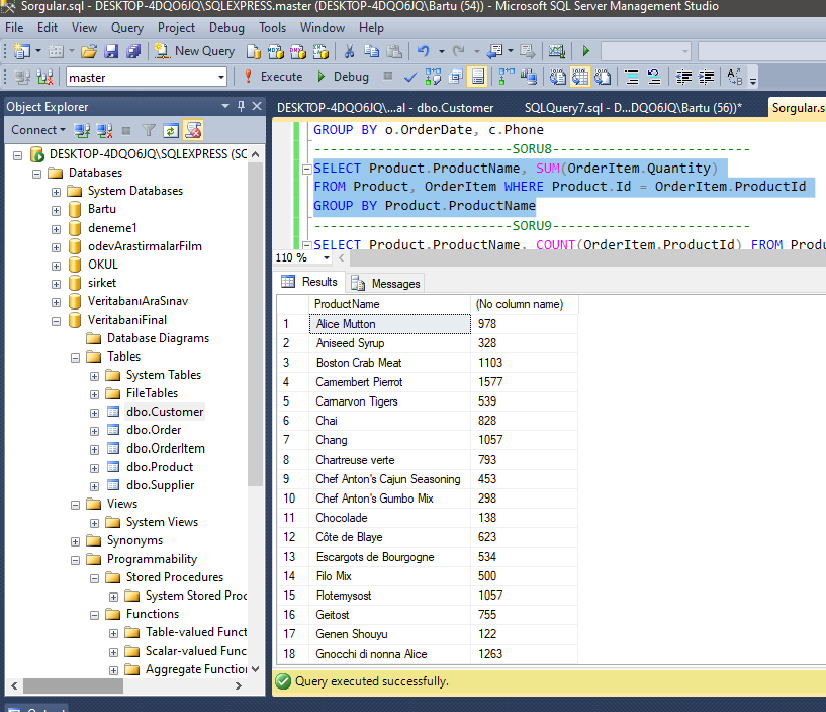 Sorgular.sql - DESKTOP-4DQO6JQ\SQLEXPRESS.master (DESKTOP-4DQO6JQ\Bartu (54)) - Microsoft SQL Server Management Studio
File Edit View Query Project Debug Tools Window Help
New Query
master Execute Debug
Object Explorer
Connect
DESKTOP-4DQO6JQ\SQLEXPRESS (SC
Databases
System Databases
Bartu
deneme1
odevArastirmalarFilm
OKUL
sirket
VeritabanıAraSınav
VeritabaniFinal
Database Diagrams
Tables
System Tables
FileTables
dbo.Customer
dbo.Order
dbo.OrderItem
dbo.Product
dbo.Supplier
Views
System Views
Synonyms
Programmability
Stored Procedures
System Stored Proc
Functions
Table-valued Funct
Scalar-valued Func
Aggregate Function
DESKTOP-4DQO6JQ\...al - dbo.Customer SQLQuery7.sql - D...DQO6JQ\Bartu (56))* Sorgular.s
GROUP BY o.OrderDate, c.Phone
-------------------------SORU8-------------------------
SELECT Product.ProductName, SUM(OrderItem.Quantity)
FROM Product, OrderItem WHERE Product.Id = OrderItem.ProductId
GROUP BY Product.ProductName
-------------------------SORU9-------------------------
SELECT Product.ProductName, COUNT(OrderItem.ProductId) FROM Produ
110 %
Results Messages
ProductName (No column name)
1 Alice Mutton 978
2 Aniseed Syrup 328
3 Boston Crab Meat 1103
4 Camembert Pierrot 1577
5 Carnarvon Tigers 539
6 Chai 828
7 Chang 1057
8 Chartreuse verte 793
9 Chef Anton's Cajun Seasoning 453
10 Chef Anton's Gumbo Mix 298
11 Chocolade 138
12 Côte de Blaye 623
13 Escargots de Bourgogne 534
14 Filo Mix 500
15 Flotemysost 1057
16 Geitost 755
17 Genen Shouyu 122
18 Gnocchi di nonna Alice 1263
Query executed successfully.